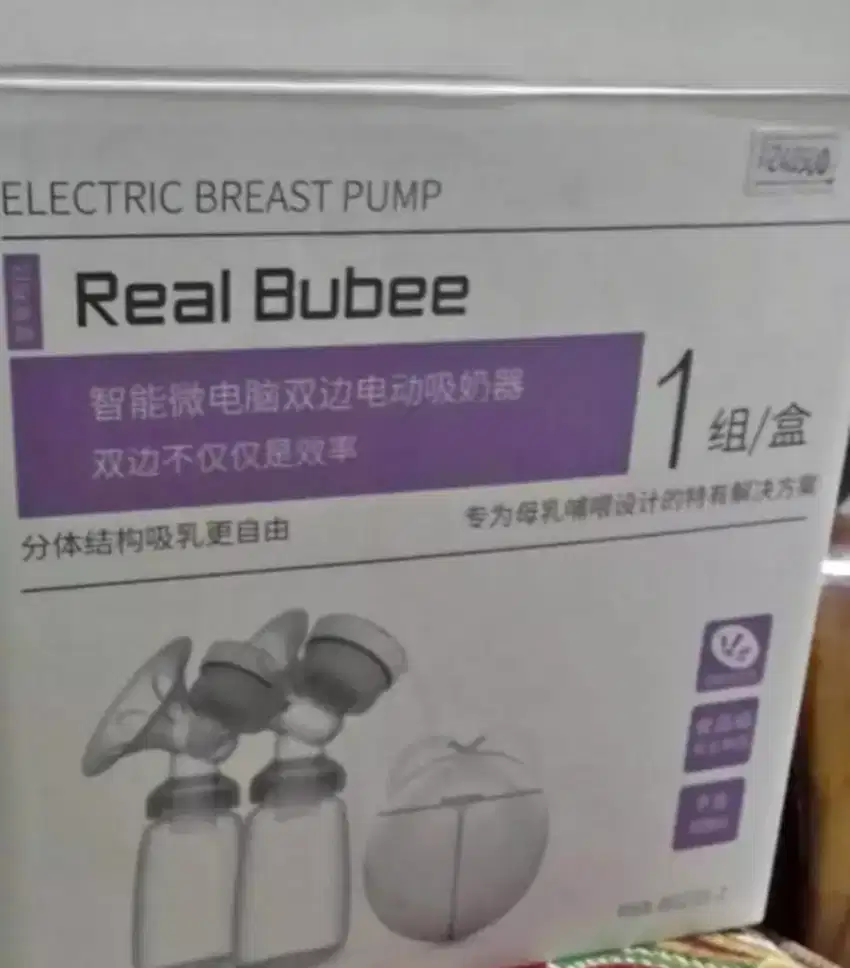 ELECTRIC BREAST PUMP
Real Bubee
智能微电脑双边电动吸奶器
双边不仅仅是效率
1组/盒
分体结构吸乳更自由
专为母乳哺喂设计的特有解决方案